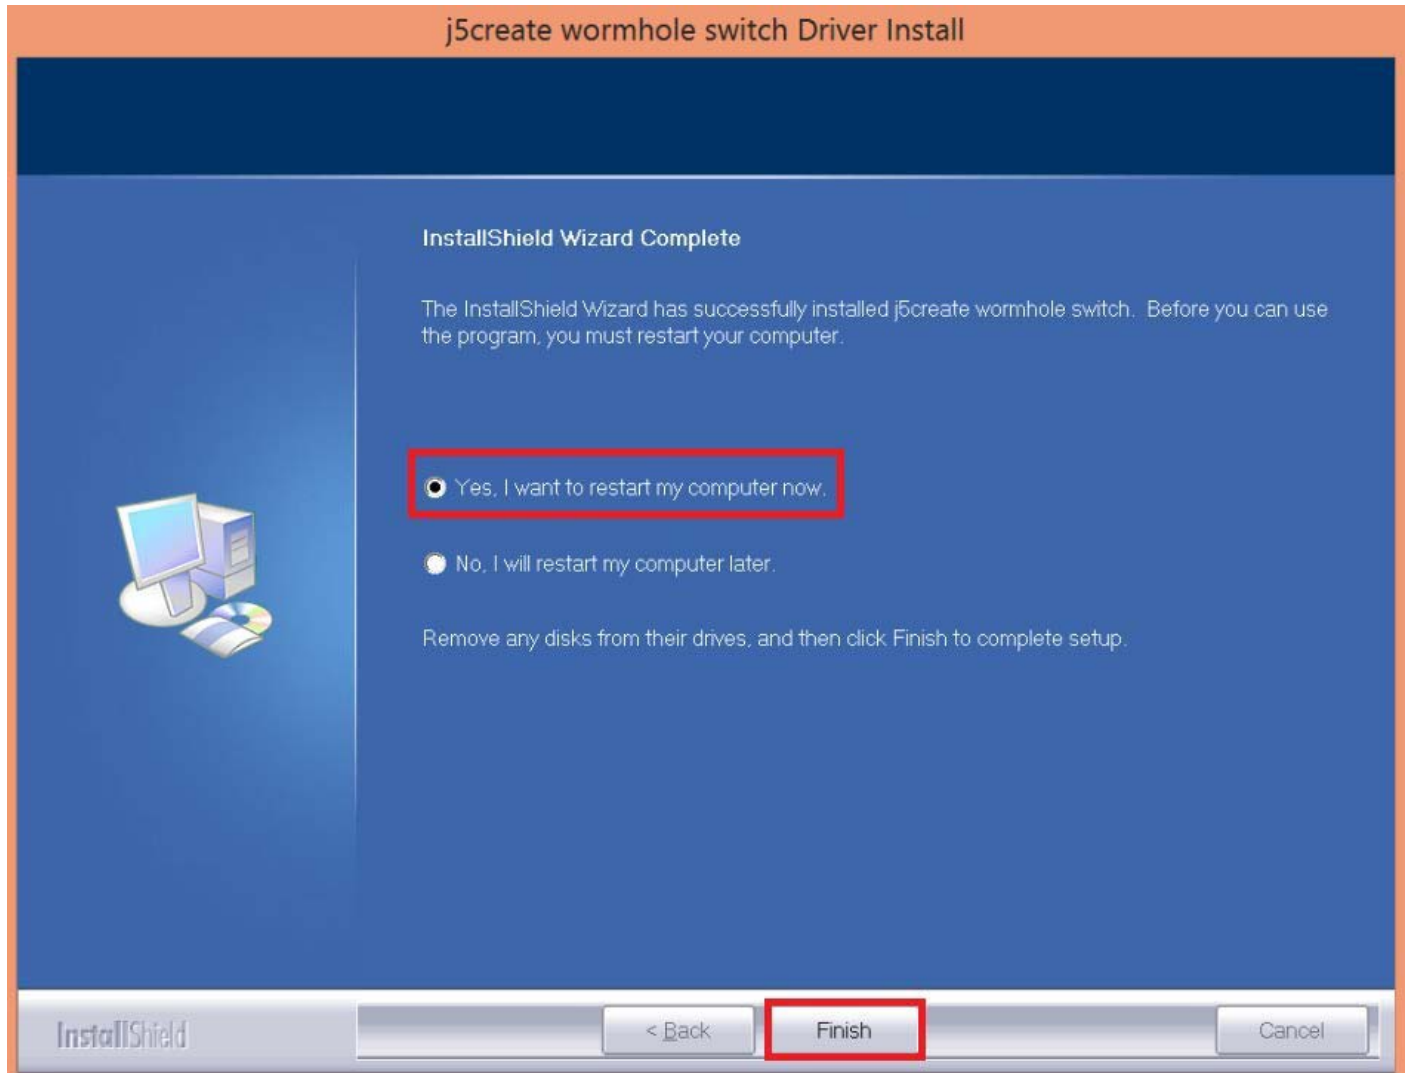 j5create wormhole switch Driver Install
InstallShield Wizard Complete
The InstallShield Wizard has successfully installed j5create wormhole switch.  Before you can use
the program, you must restart your computer.
Yes, I want to restart my computer now.
No, I will restart my computer later.
Remove any disks from their drives, and then click Finish to complete setup.
InstallShield
< Back
Finish
Cancel